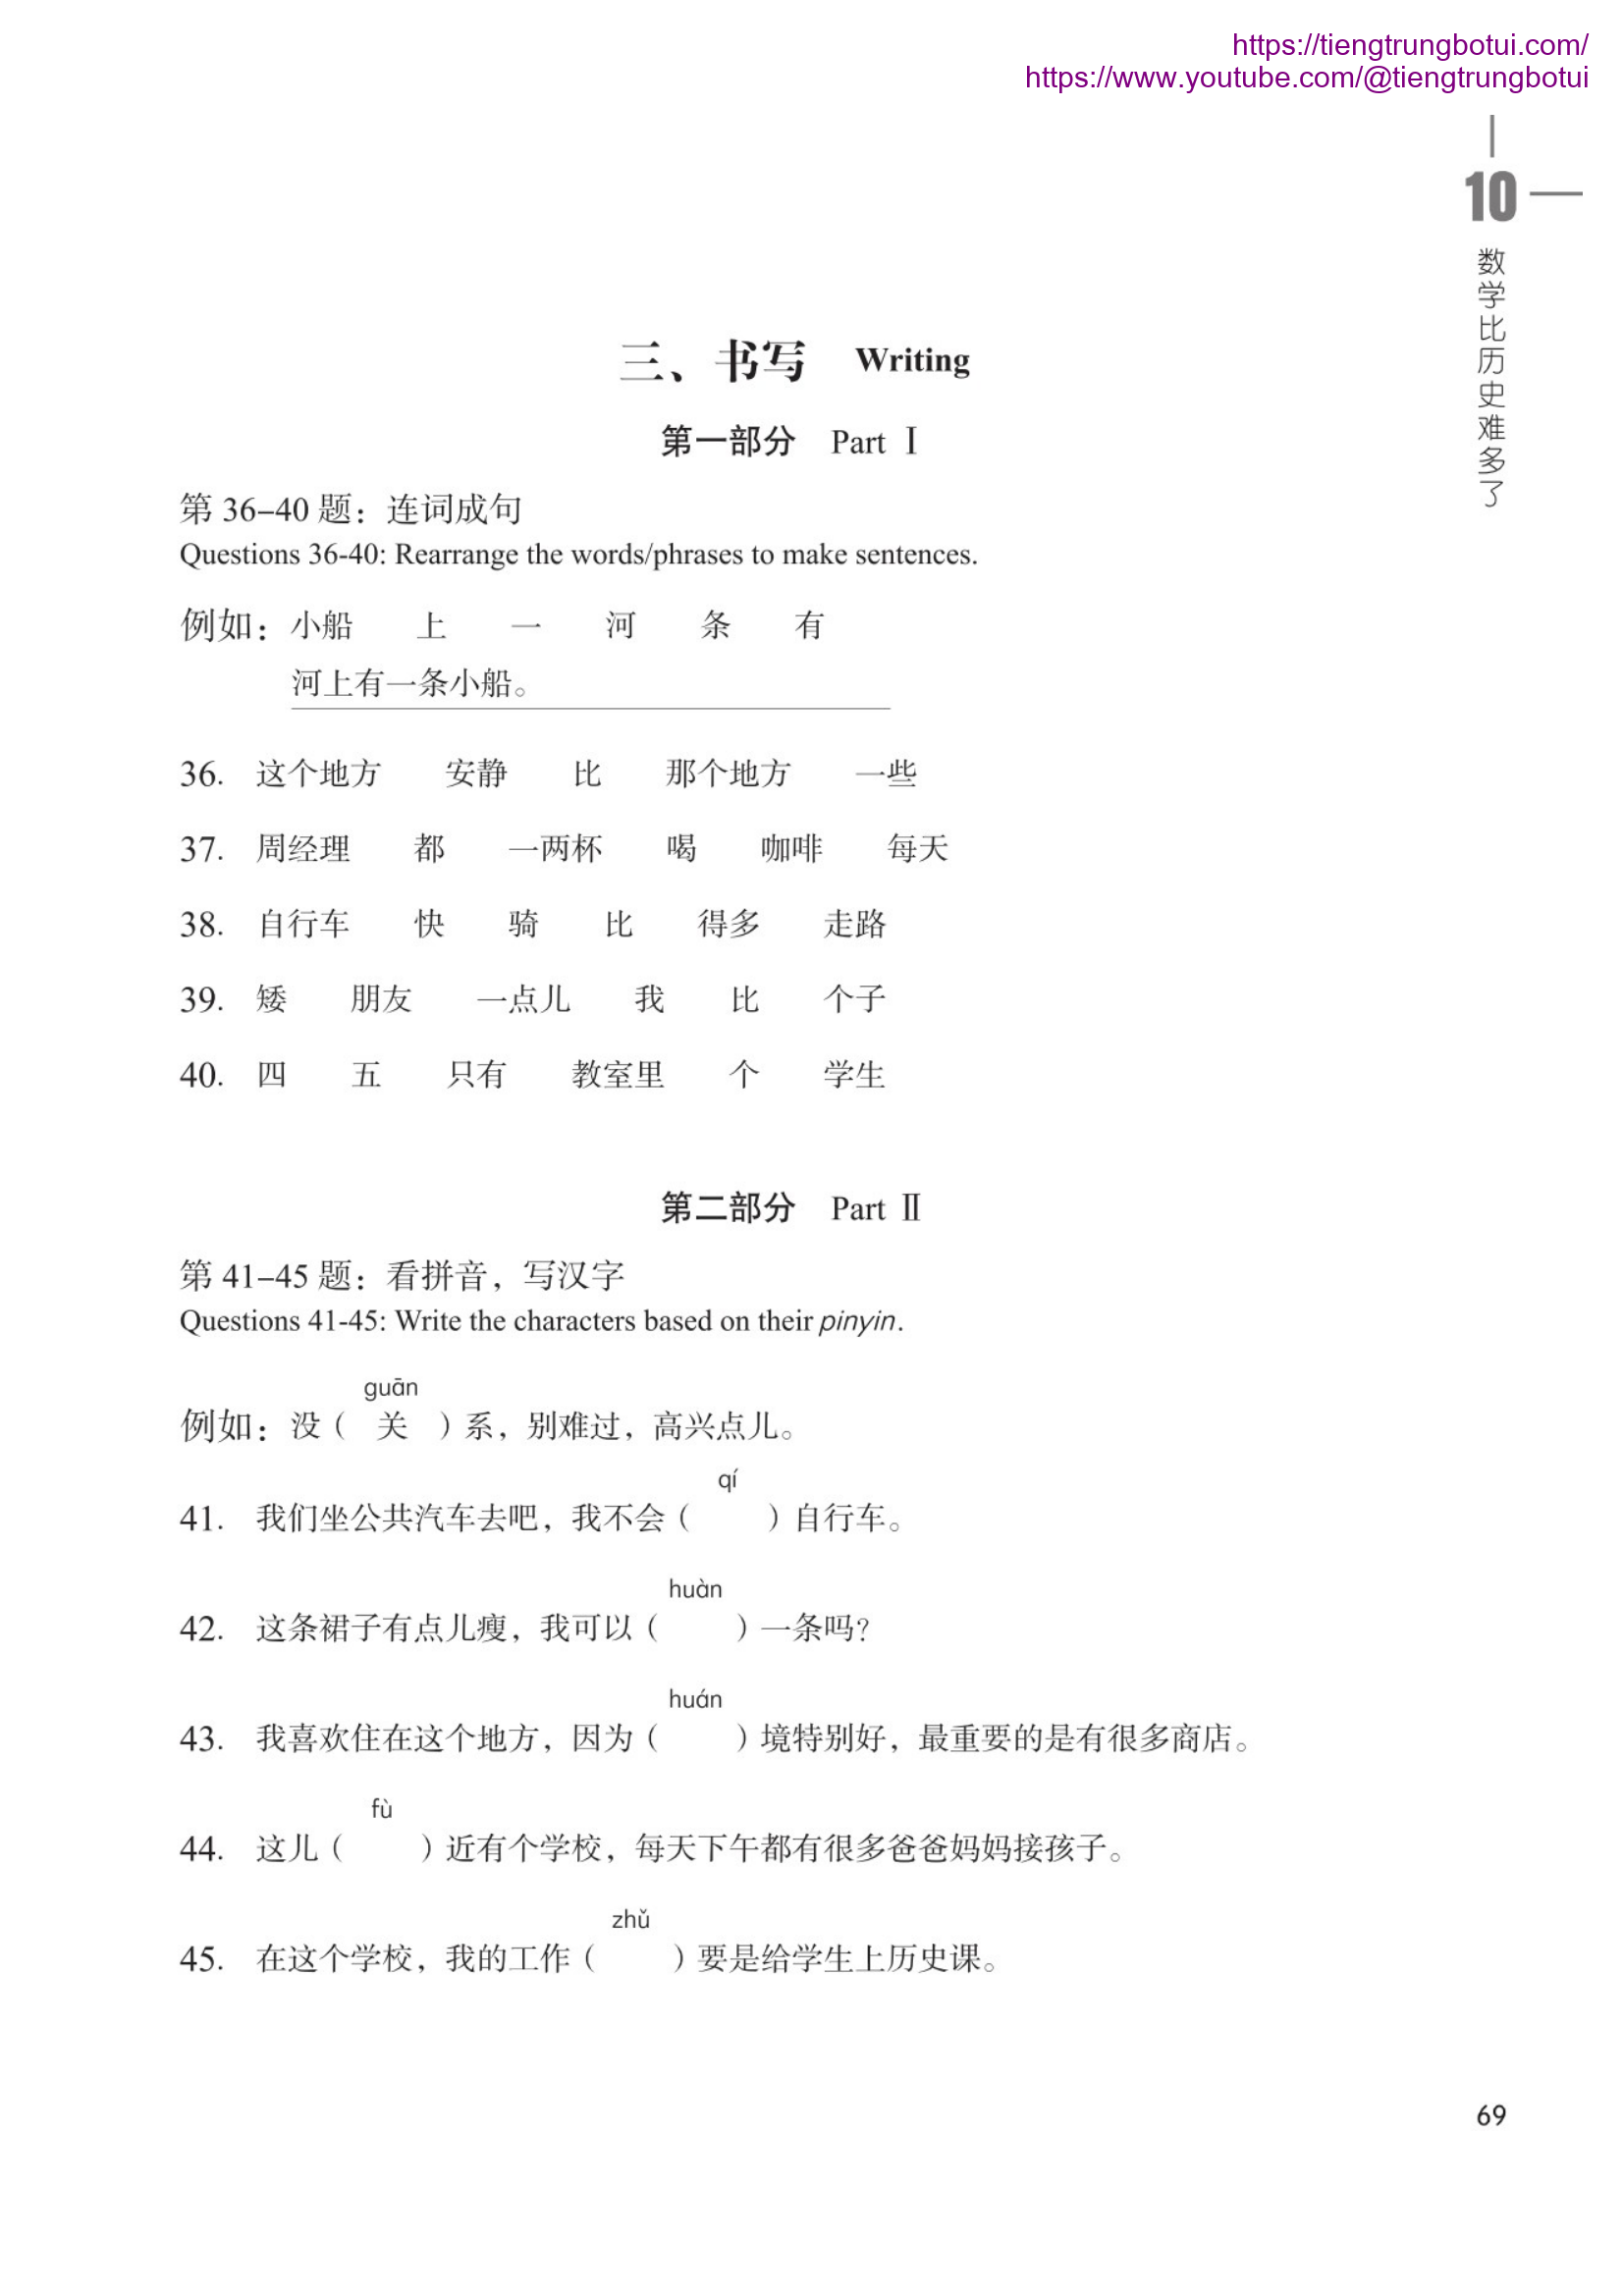 https://tiengtrungbotui.com/
https://www.youtube.com/@tiengtrungbotui
10
数学比历史难多了
三、书写 Writing
第一部分 Part Ⅰ
第 36–40 题：连词成句
Questions 36-40: Rearrange the words/phrases to make sentences.
例如：小船 上 一 河 条 有
河上有一条小船。
36. 这个地方 安静 比 那个地方 一些
37. 周经理 都 一两杯 喝 咖啡 每天
38. 自行车 快 骑 比 得多 走路
39. 矮 朋友 一点儿 我 比 个子
40. 四 五 只有 教室里 个 学生
第二部分 Part Ⅱ
第 41–45 题：看拼音，写汉字
Questions 41-45: Write the characters based on their pinyin.
guān
例如：没（ 关 ）系，别难过，高兴点儿。
qí
41. 我们坐公共汽车去吧，我不会（ ）自行车。
huàn
42. 这条裙子有点儿瘦，我可以（ ）一条吗？
huán
43. 我喜欢住在这个地方，因为（ ）境特别好，最重要的是有很多商店。
fù
44. 这儿（ ）近有个学校，每天下午都有很多爸爸妈妈接孩子。
zhǔ
45. 在这个学校，我的工作（ ）要是给学生上历史课。
69